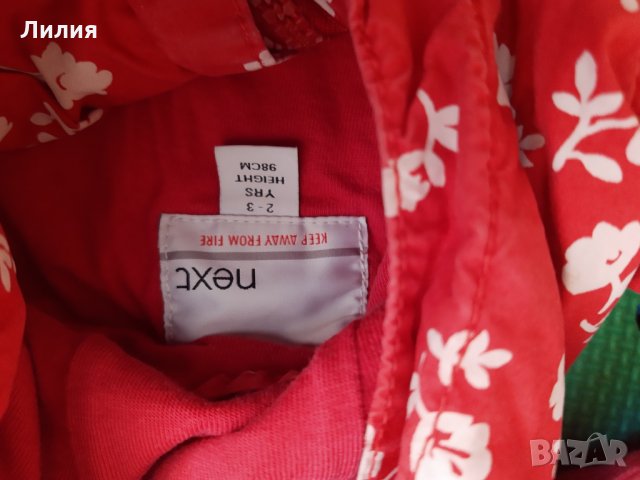 Лилия
next
KEEP AWAY FROM FIRE
2 - 3
YRS
HEIGHT
98CM
BAZAR